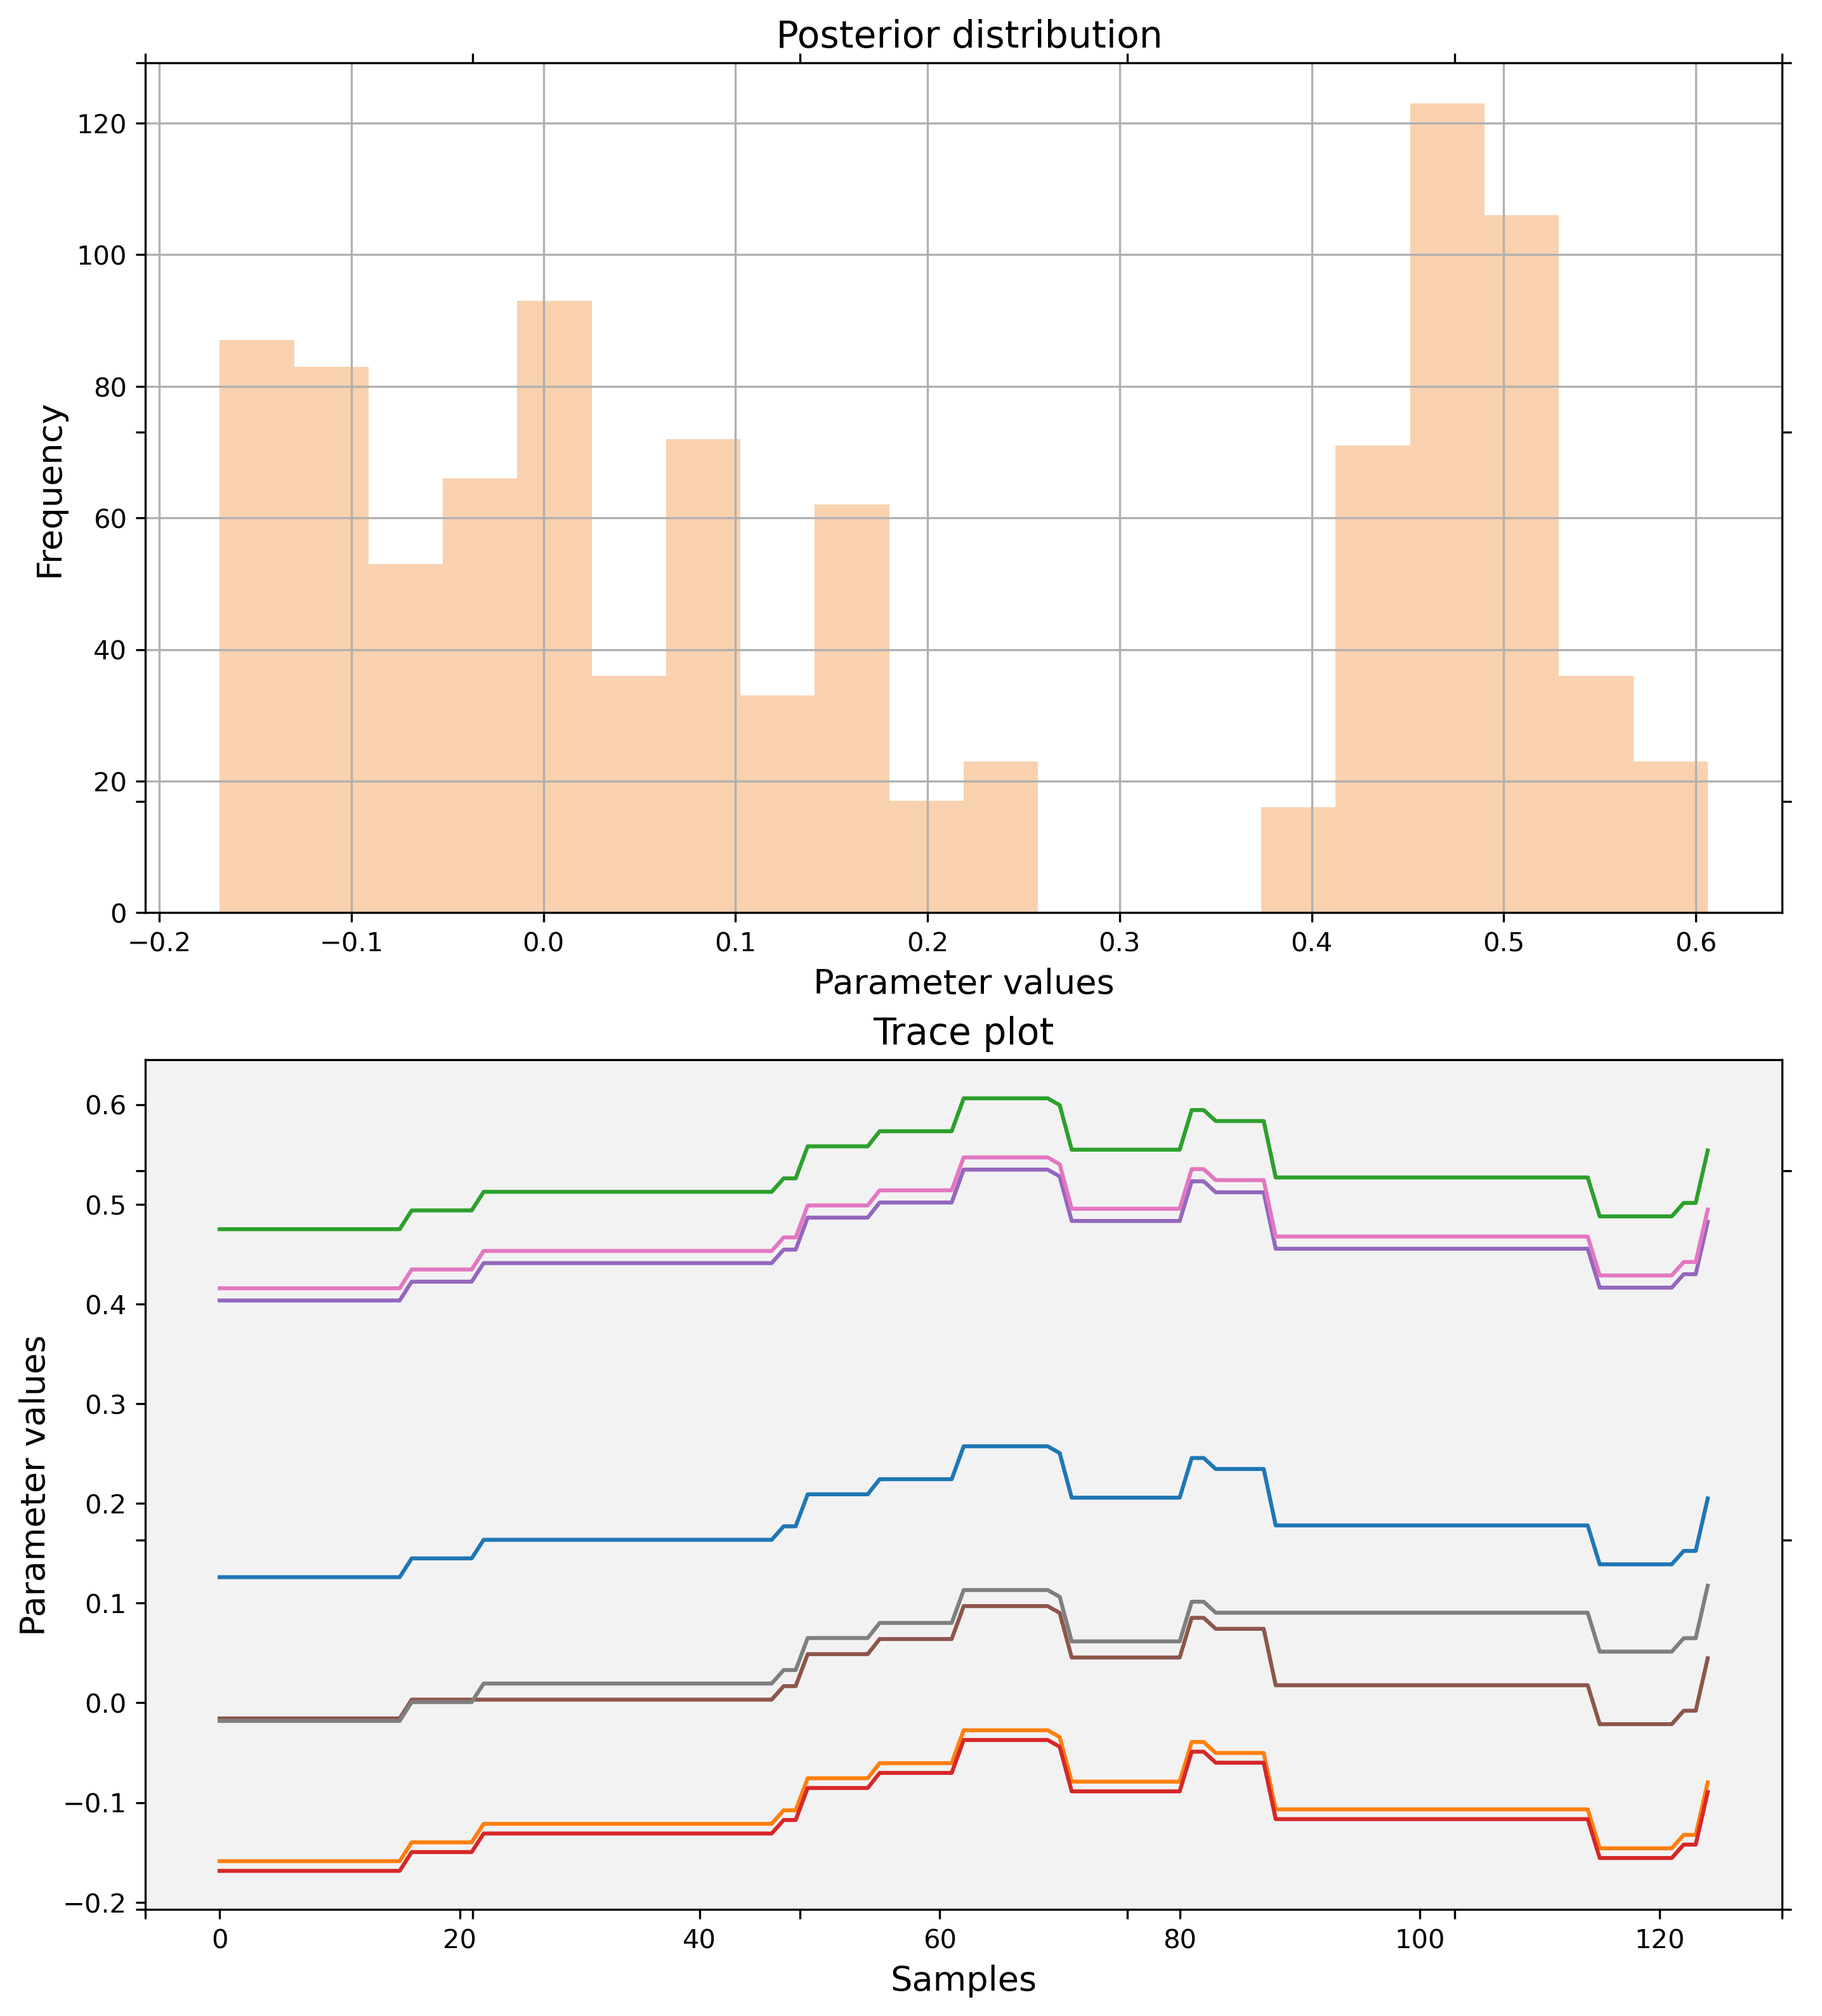 Posterior distribution
120
100
80
60
40
20
0
Frequency
−0.2 −0.1 0.0 0.1 0.2 0.3 0.4 0.5 0.6
Parameter values
Trace plot
0.6
0.5
0.4
0.3
0.2
0.1
0.0
−0.1
−0.2
Parameter values
0 20 40 60 80 100 120
Samples